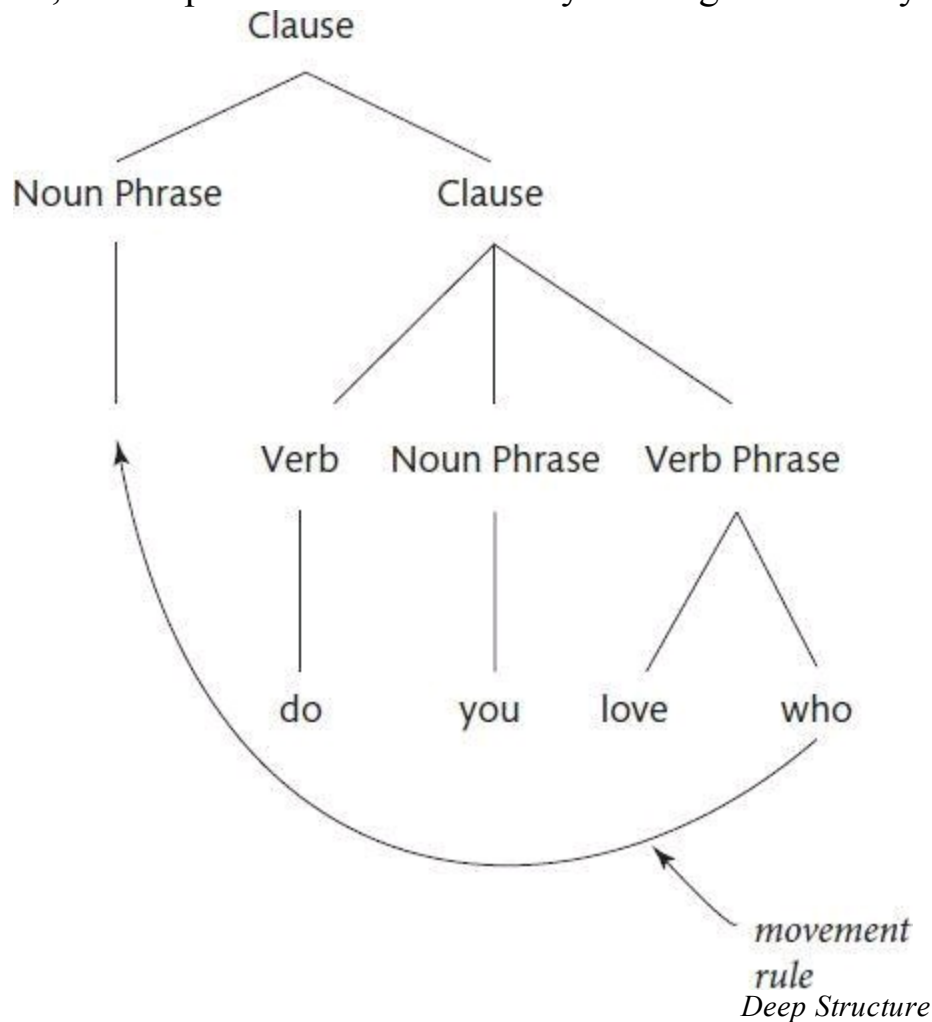 Clause
Noun Phrase Clause
Verb Noun Phrase Verb Phrase
do you love who
movement
rule
Deep Structure